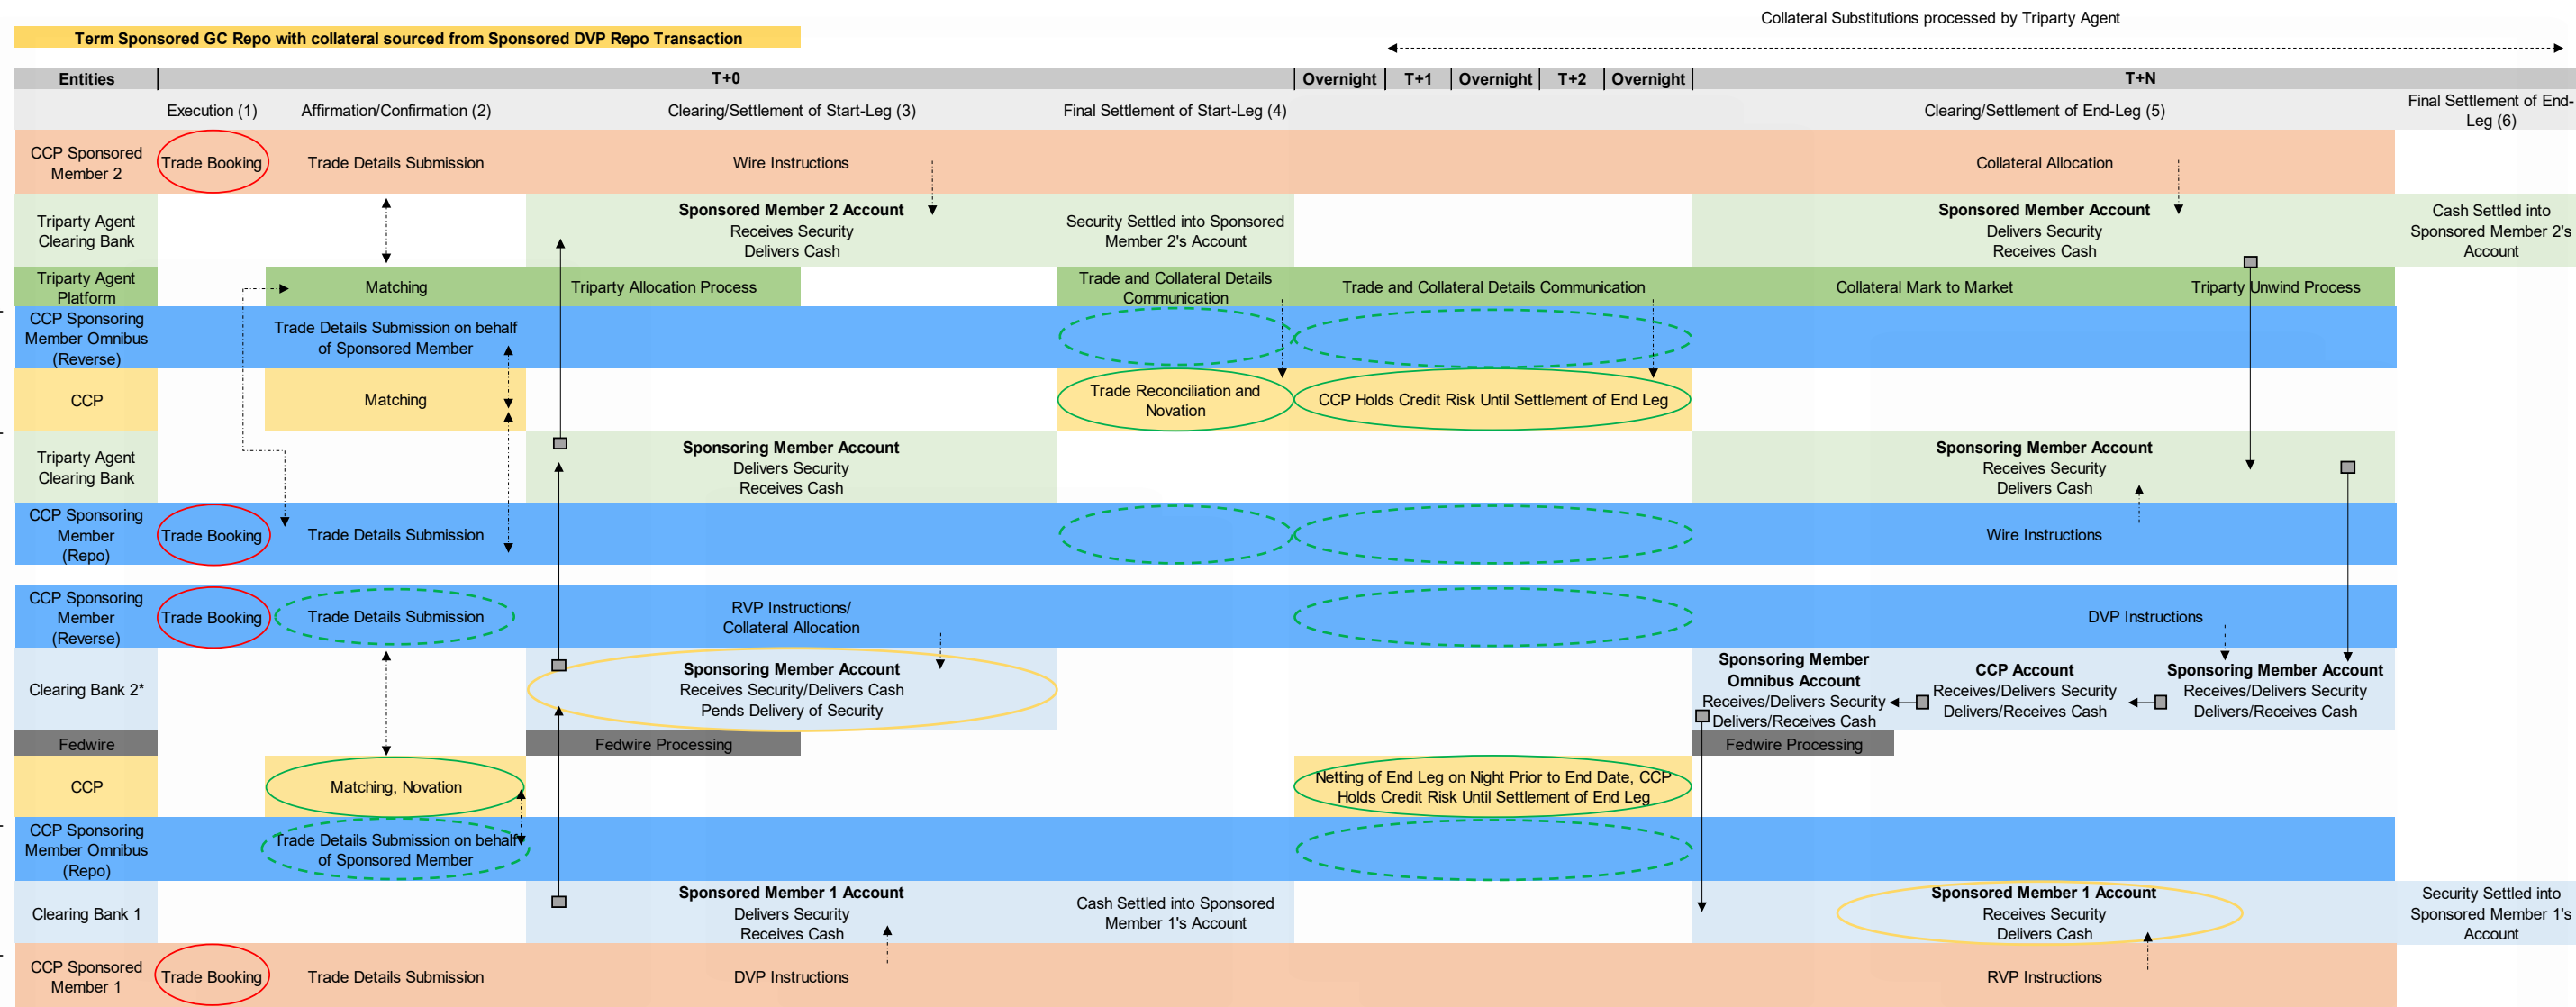 Collateral Substitutions processed by Triparty Agent
Term Sponsored GC Repo with collateral sourced from Sponsored DVP Repo Transaction
Entities
T+0
Overnight
T+1
Overnight
T+2
Overnight
T+N
Execution (1)
Affirmation/Confirmation (2)
Clearing/Settlement of Start-Leg (3)
Final Settlement of Start-Leg (4)
Clearing/Settlement of End-Leg (5)
Final Settlement of End-
Leg (6)
CCP Sponsored
Member 2
Trade Booking
Trade Details Submission
Wire Instructions
Collateral Allocation
Triparty Agent
Clearing Bank
Sponsored Member 2 Account
Receives Security
Delivers Cash
Security Settled into Sponsored
Member 2's Account
Sponsored Member Account
Delivers Security
Receives Cash
Cash Settled into
Sponsored Member 2's
Account
Triparty Agent
Platform
Matching
Triparty Allocation Process
Trade and Collateral Details
Communication
Trade and Collateral Details Communication
Collateral Mark to Market
Triparty Unwind Process
CCP Sponsoring
Member Omnibus
(Reverse)
Trade Details Submission on behalf
of Sponsored Member
CCP
Matching
Trade Reconciliation and
Novation
CCP Holds Credit Risk Until Settlement of End Leg
Triparty Agent
Clearing Bank
Sponsoring Member Account
Delivers Security
Receives Cash
Sponsoring Member Account
Receives Security
Delivers Cash
CCP Sponsoring
Member
(Repo)
Trade Booking
Trade Details Submission
Wire Instructions
CCP Sponsoring
Member
(Reverse)
Trade Booking
Trade Details Submission
RVP Instructions/
Collateral Allocation
DVP Instructions
Clearing Bank 2*
Sponsoring Member Account
Receives Security/Delivers Cash
Pends Delivery of Security
Sponsoring Member
Omnibus Account
Receives/Delivers Security
Delivers/Receives Cash
CCP Account
Receives/Delivers Security
Delivers/Receives Cash
Sponsoring Member Account
Receives/Delivers Security
Delivers/Receives Cash
Fedwire
Fedwire Processing
Fedwire Processing
CCP
Matching, Novation
Netting of End Leg on Night Prior to End Date, CCP
Holds Credit Risk Until Settlement of End Leg
CCP Sponsoring
Member Omnibus
(Repo)
Trade Details Submission on behalf
of Sponsored Member
Clearing Bank 1
Sponsored Member 1 Account
Delivers Security
Receives Cash
Cash Settled into Sponsored
Member 1's Account
Sponsored Member 1 Account
Receives Security
Delivers Cash
Security Settled into
Sponsored Member 1's
Account
CCP Sponsored
Member 1
Trade Booking
Trade Details Submission
DVP Instructions
RVP Instructions